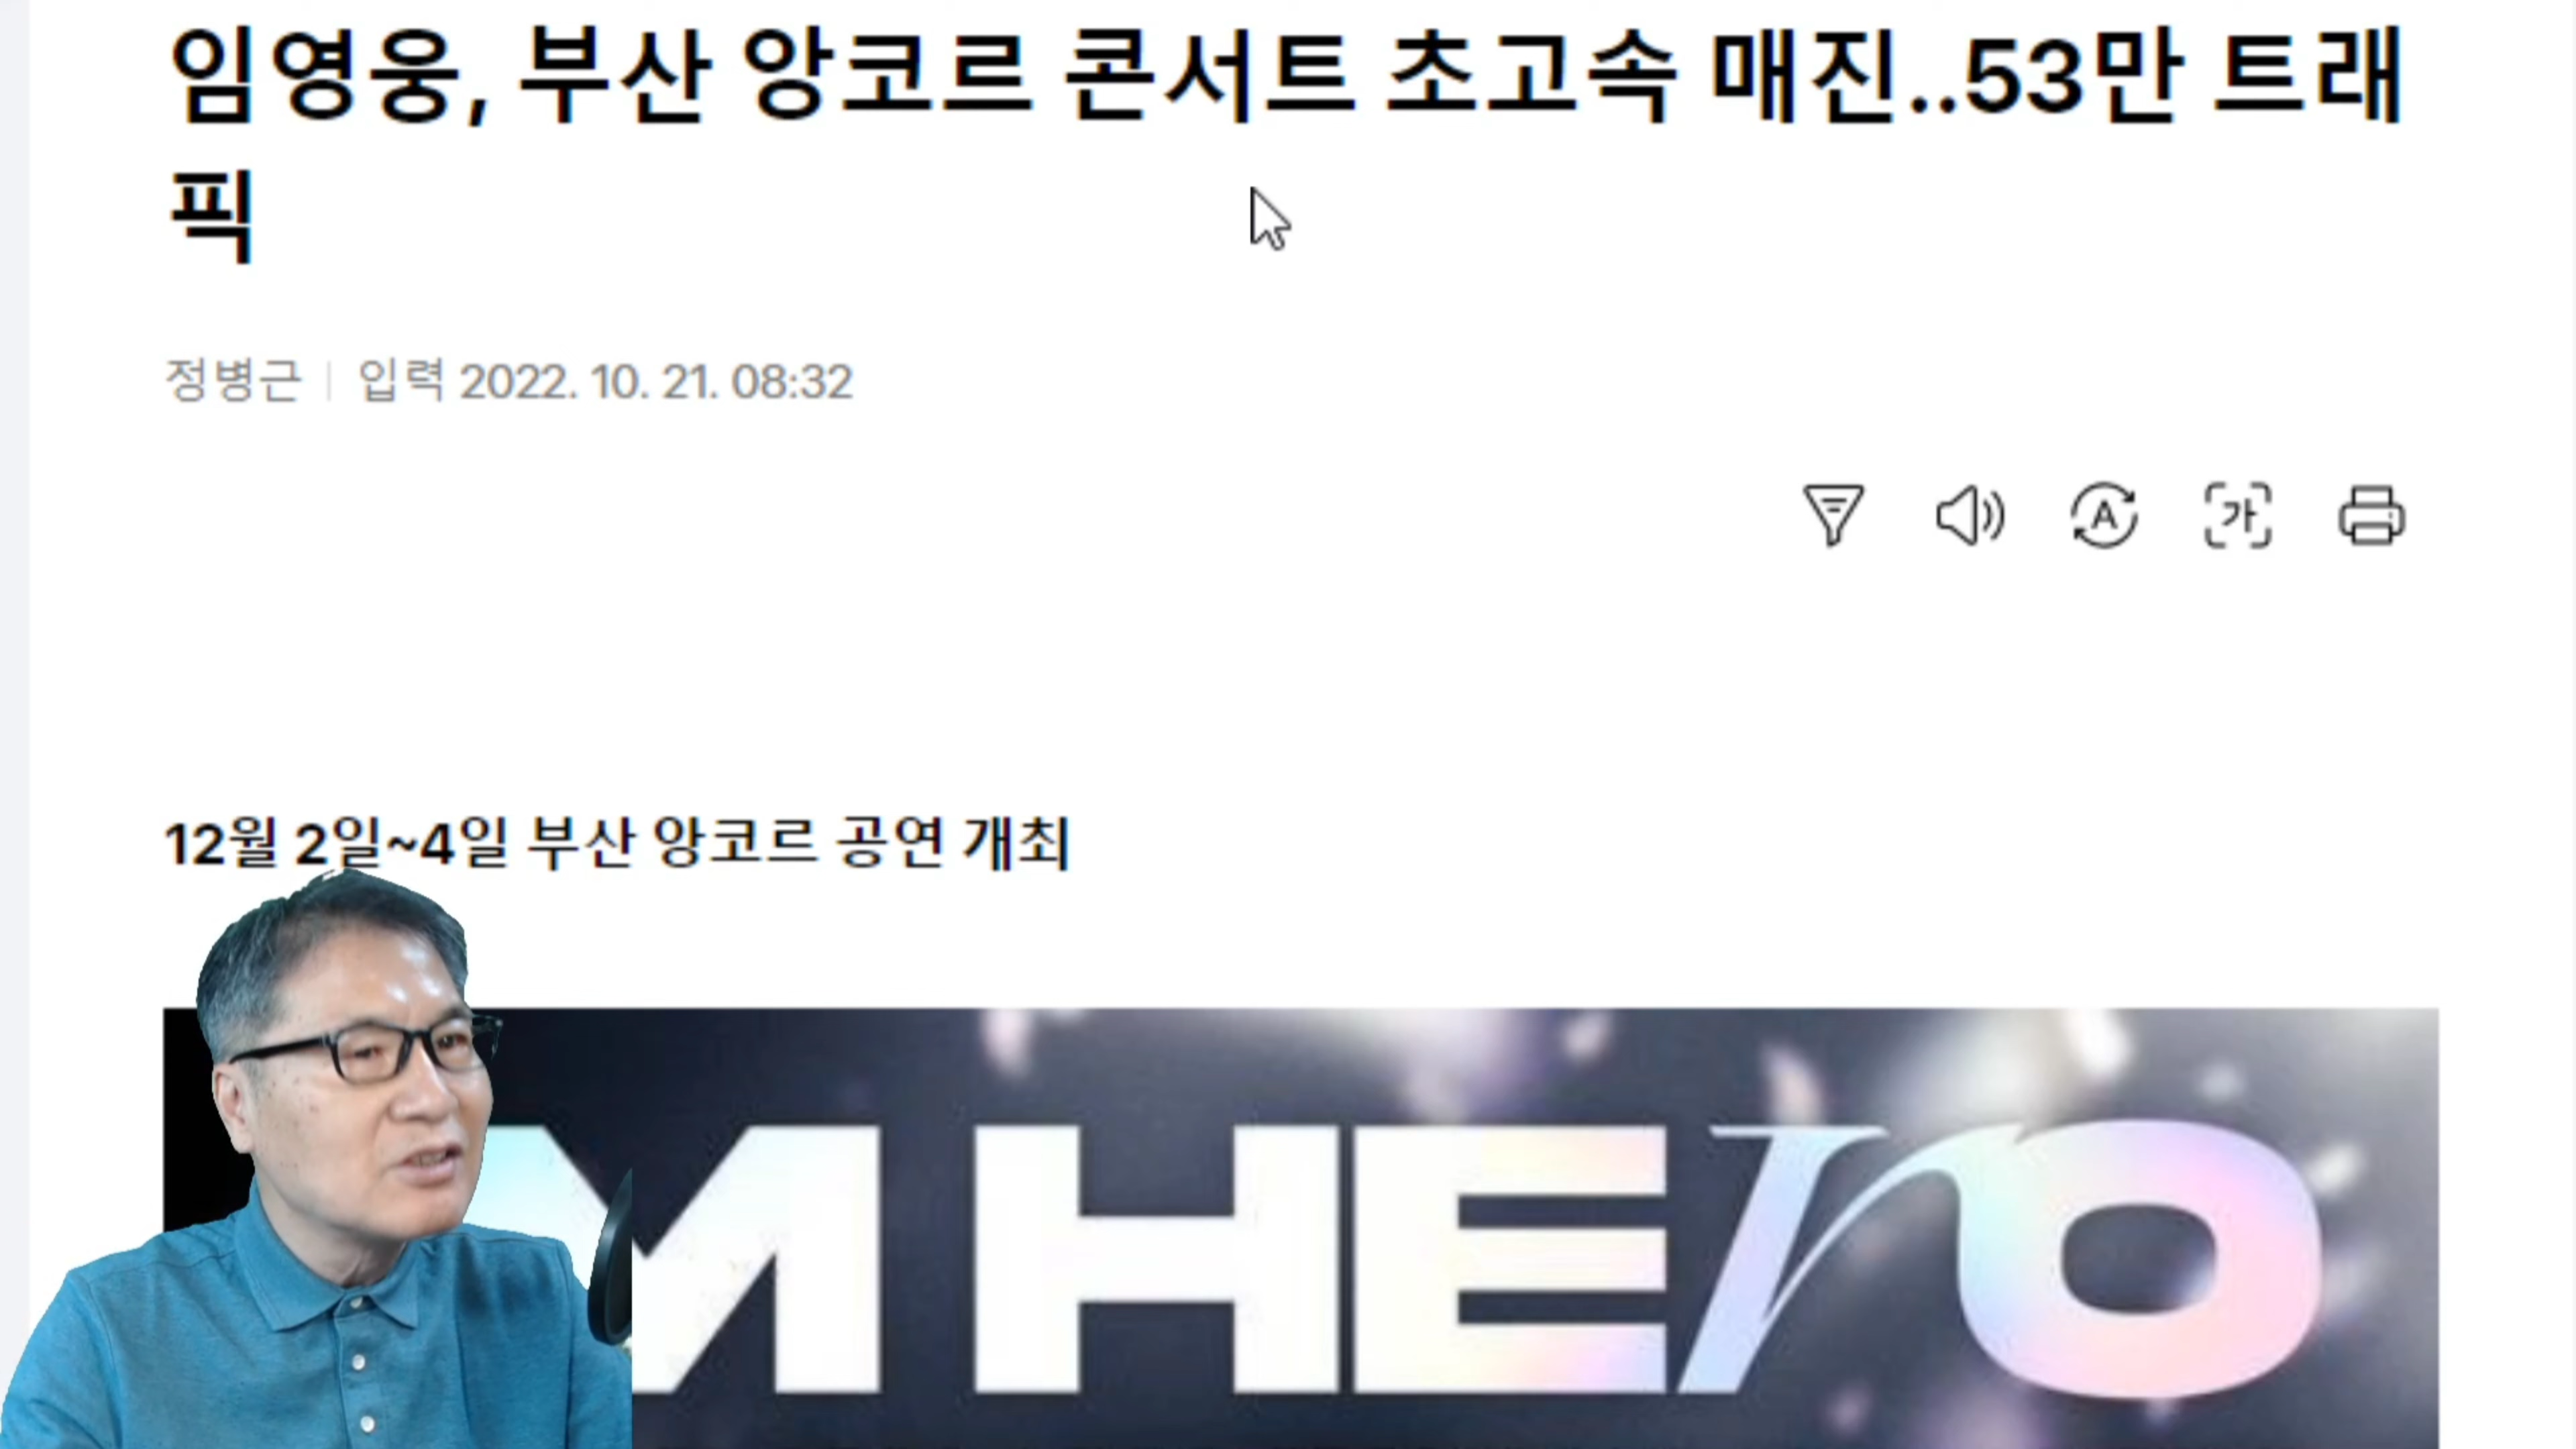 임영웅, 부산 앙코르 콘서트 초고속 매진..53만 트래
픽
정병근 | 입력 2022. 10. 21. 08:32
A 가
12월 2일~4일 부산 앙코르 공연 개최
M HErO